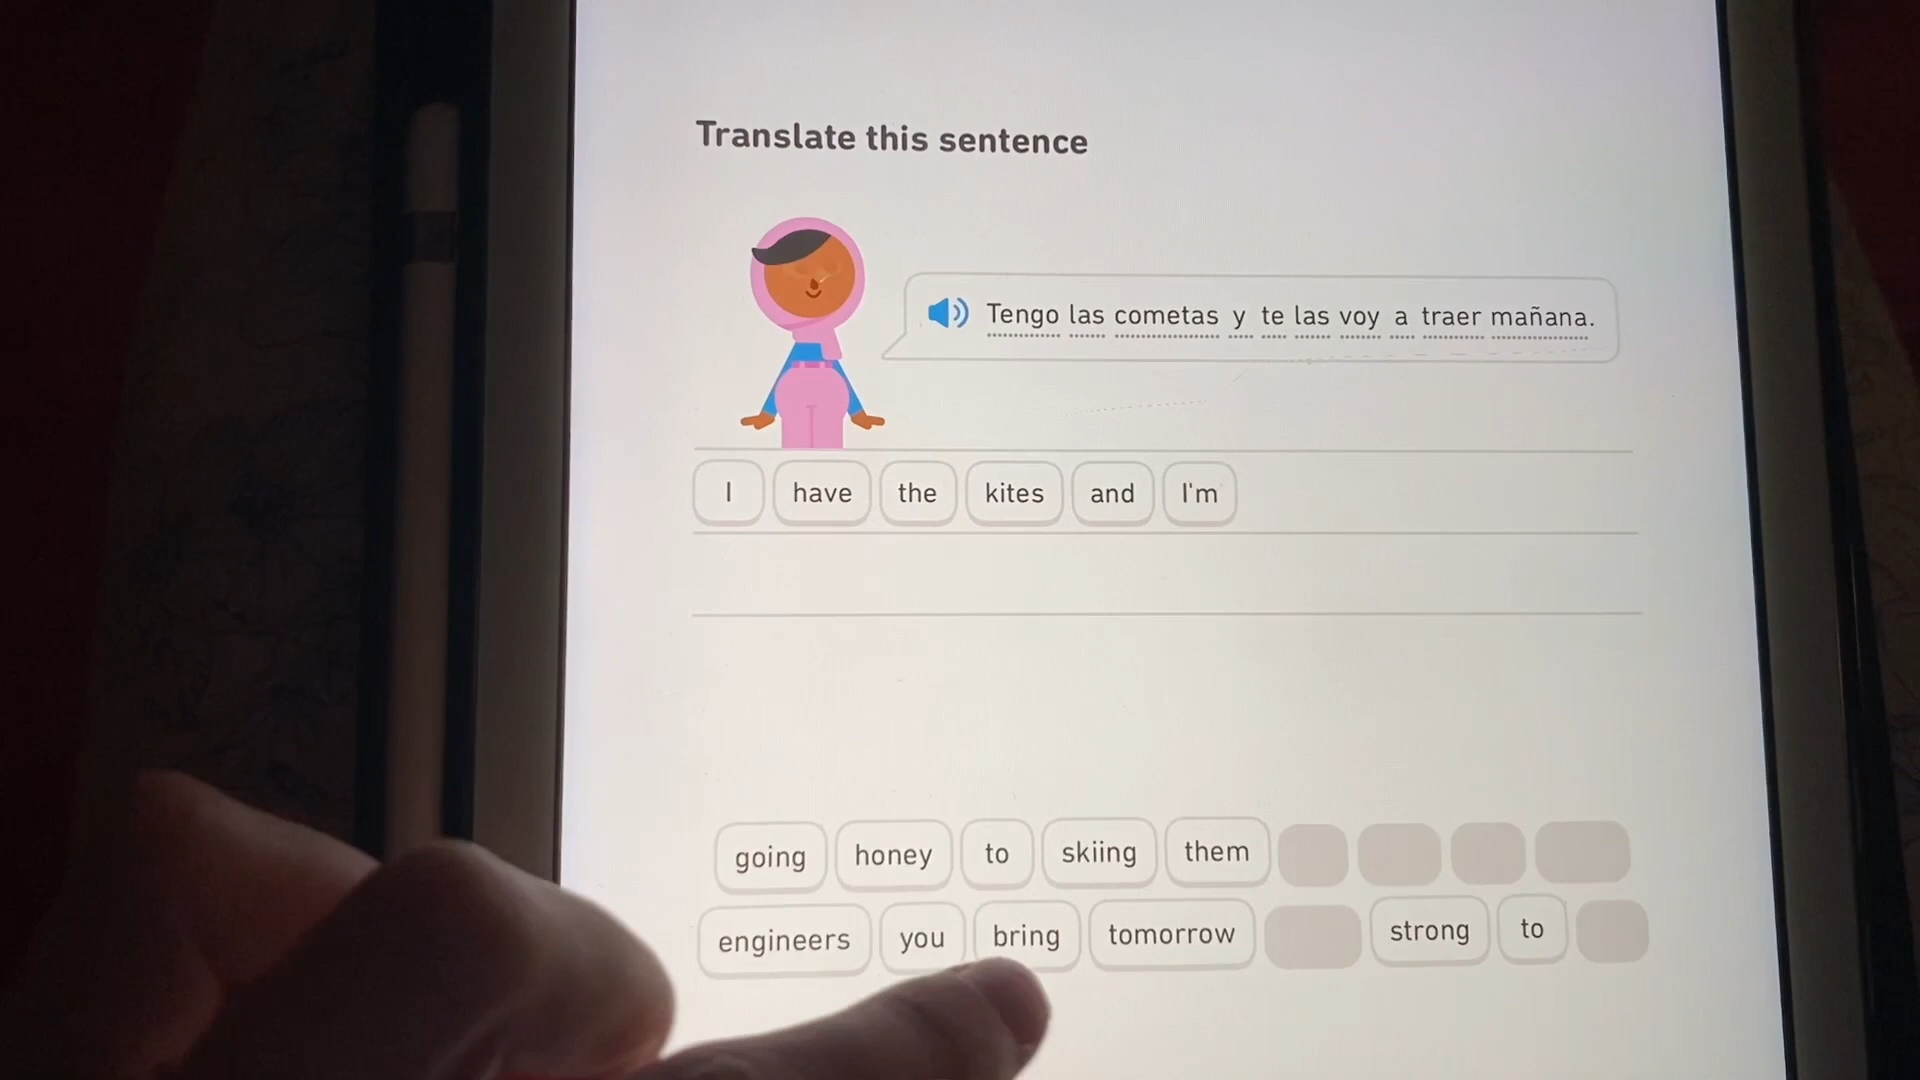 Translate this sentence
Tengo las cometas y te las voy a traer mañana.
I have the kites and I'm
going honey to skiing them
engineers you bring tomorrow strong to